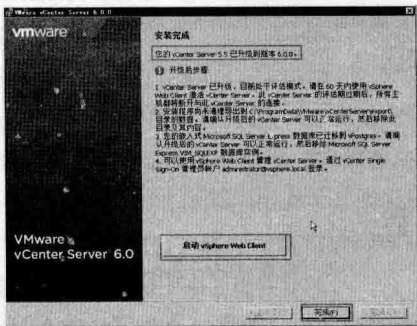 VMware vCenter Server 6.0.0
vmware
安装完成
您的 vCenter Server 5.5 已升级到版本 6.0.0。
升级后步骤
1. vCenter Server 已升级，目前处于评估模式。请在 60 天内使用 vSphere
Web Client 激活 vCenter Server。此 vCenter Server 的评估期过期后，所有主
机都将断开与此 vCenter Server 的连接。
2. 安装程序尚未清理导出到 C:\ProgramData\VMware\vCenterServer\export\
目录的数据。请确认升级后的 vCenter Server 可以正常运行，然后移除此
目录及其内容。
3. 您的嵌入式 Microsoft SQL Server Express 数据库已迁移到 vPostgres。请确
认升级后的 vCenter Server 可以正常运行，然后移除 Microsoft SQL Server
Express VIM_SQLEXP 数据库实例。
4. 可以使用 vSphere Web Client 管理 vCenter Server。通过 vCenter Single
Sign-On 管理员帐户 administrator@vsphere.local 登录。
启动 vSphere Web Client
VMware
vCenter Server 6.0
完成(F)